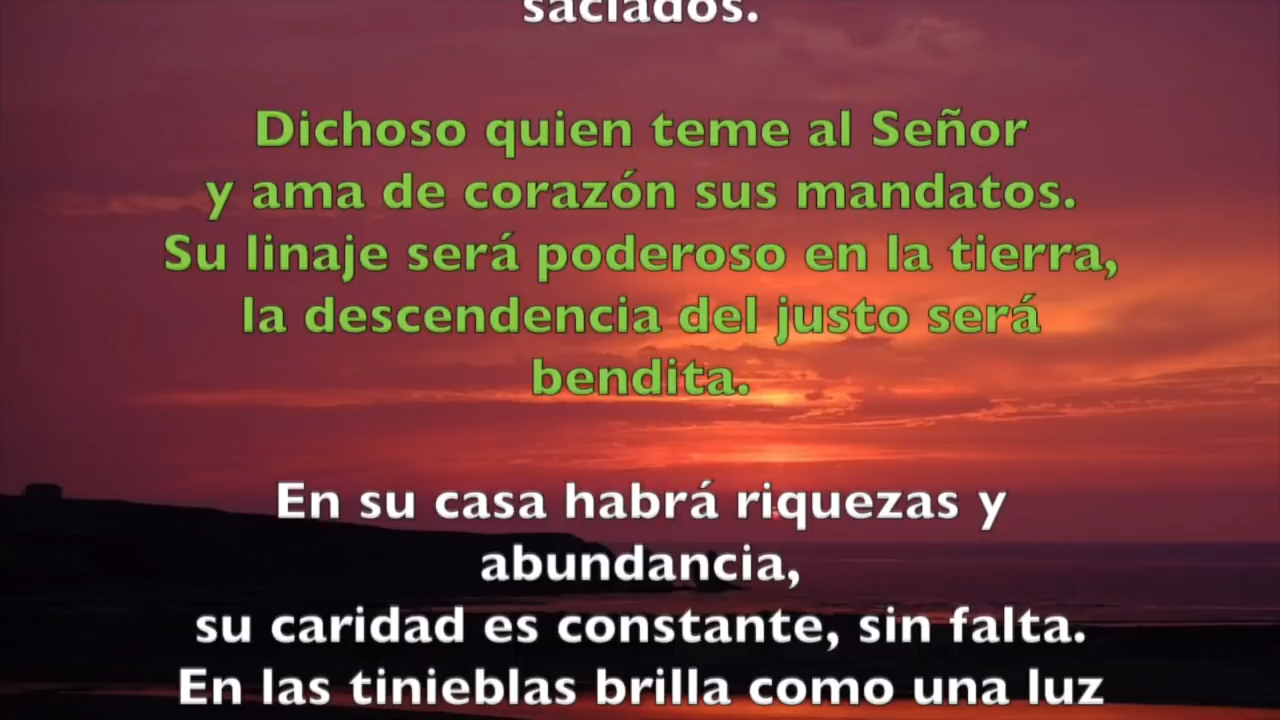 saciados.
Dichoso quien teme al Señor
y ama de corazón sus mandatos.
Su linaje será poderoso en la tierra,
la descendencia del justo será
bendita.
En su casa habrá riquezas y
abundancia,
su caridad es constante, sin falta.
En las tinieblas brilla como una luz